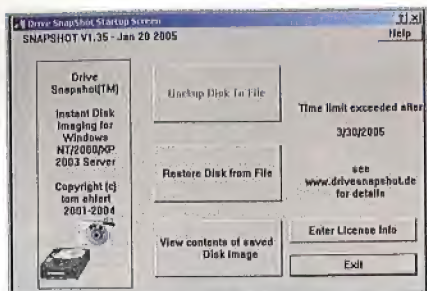 Drive SnapShot Startup Screen
SNAPSHOT V1.35 - Jan 20 2005
Help
Drive
Snapshot(TM)
Instant Disk
Imaging for
Windows
NT/2000/XP
2003 Server
Copyright (c)
tom ehlert
2001-2004
Backup Disk To File
Restore Disk from File
View contents of saved
Disk Image
Time limit exceeded after
3/30/2005
see
www.drivesnapshot.de
for details
Enter License Info
Exit